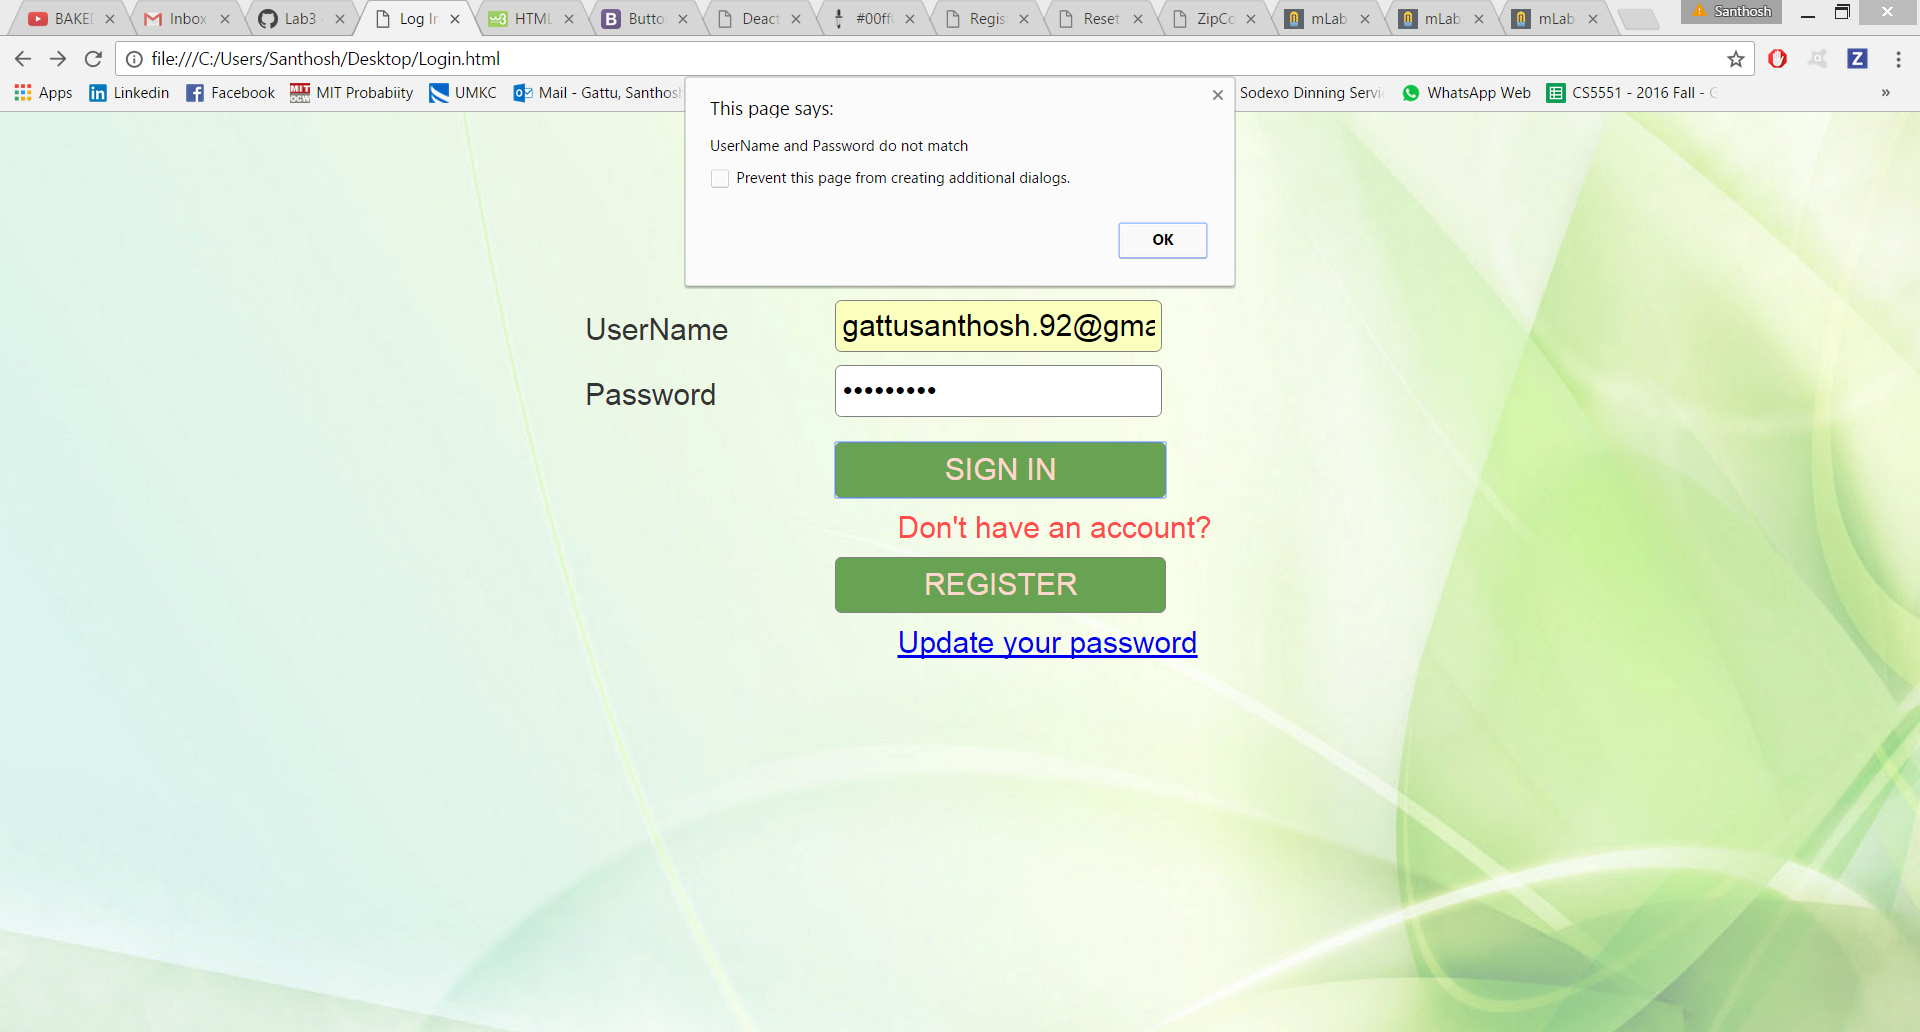 BAKE
Inbox
Lab3
Log In
HTML
Butto
Deact
#00ff
Regis
Reset
ZipCo
mLab
mLab
mLab
Santhosh
file:///C:/Users/Santhosh/Desktop/Login.html
Apps
Linkedin
Facebook
MIT Probabiity
UMKC
Mail - Gattu, Santhosh
Sodexo Dinning Servic
WhatsApp Web
CS5551 - 2016 Fall - G
»
This page says:
UserName and Password do not match
Prevent this page from creating additional dialogs.
OK
UserName
gattusanthosh.92@gma
Password
SIGN IN
Don't have an account?
REGISTER
Update your password